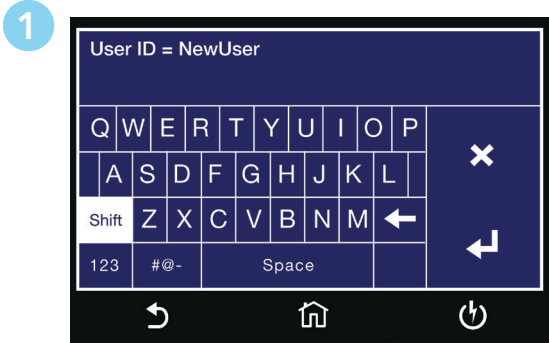 1
User ID = NewUser
Q W E R T Y U I O P
A S D F G H J K L
Shift Z X C V B N M
123 #@- Space